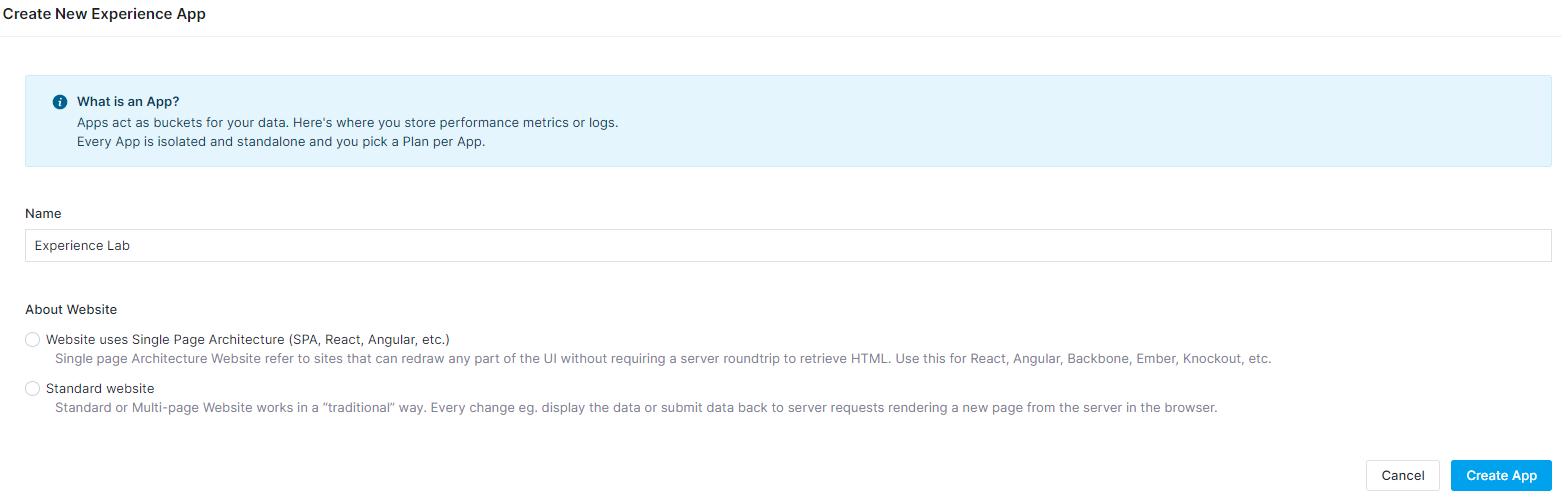 Create New Experience App
What is an App?
Apps act as buckets for your data. Here's where you store performance metrics or logs.
Every App is isolated and standalone and you pick a Plan per App.
Name
Experience Lab
About Website
Website uses Single Page Architecture (SPA, React, Angular, etc.)
Single page Architecture Website refer to sites that can redraw any part of the UI without requiring a server roundtrip to retrieve HTML. Use this for React, Angular, Backbone, Ember, Knockout, etc.
Standard website
Standard or Multi-page Website works in a “traditional” way. Every change eg. display the data or submit data back to server requests rendering a new page from the server in the browser.
Cancel
Create App